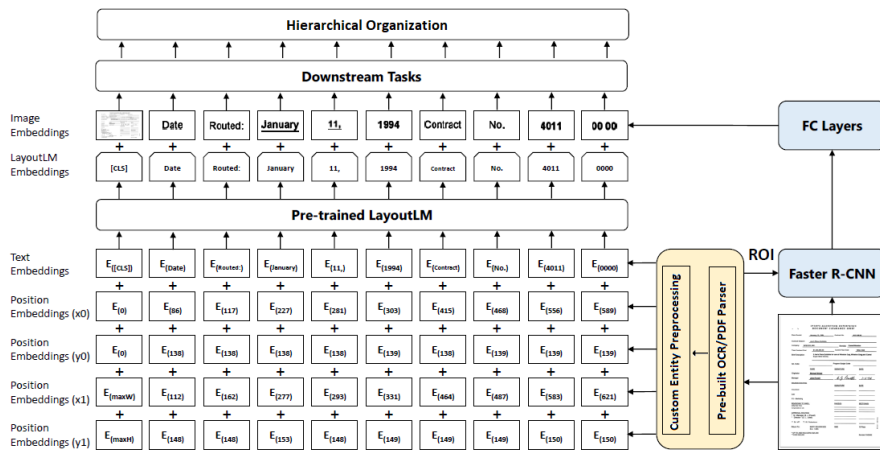 Hierarchical Organization
Downstream Tasks
Image Embeddings Date Routed: January 11, 1994 Contract No. 4011 00 00
FC Layers
+ + + + + + + + + +
LayoutLM Embeddings [CLS] Date Routed: January 11, 1994 Contract No. 4011 0000
Pre-trained LayoutLM
Text Embeddings E([CLS]) E(Date) E(Routed:) E(January) E(11,) E(1994) E(Contract) E(No.) E(4011) E(0000)
+ + + + + + + + + +
Position Embeddings (x0) E(0) E(86) E(117) E(227) E(281) E(303) E(415) E(468) E(556) E(589)
+ + + + + + + + + +
Position Embeddings (y0) E(0) E(138) E(138) E(138) E(138) E(139) E(138) E(139) E(139) E(139)
+ + + + + + + + + +
Position Embeddings (x1) E(maxW) E(112) E(162) E(277) E(293) E(331) E(464) E(487) E(583) E(621)
+ + + + + + + + + +
Position Embeddings (y1) E(maxH) E(148) E(148) E(153) E(148) E(149) E(149) E(149) E(150) E(150)
Custom Entity Preprocessing
Pre-built OCR/PDF Parser
ROI
Faster R-CNN